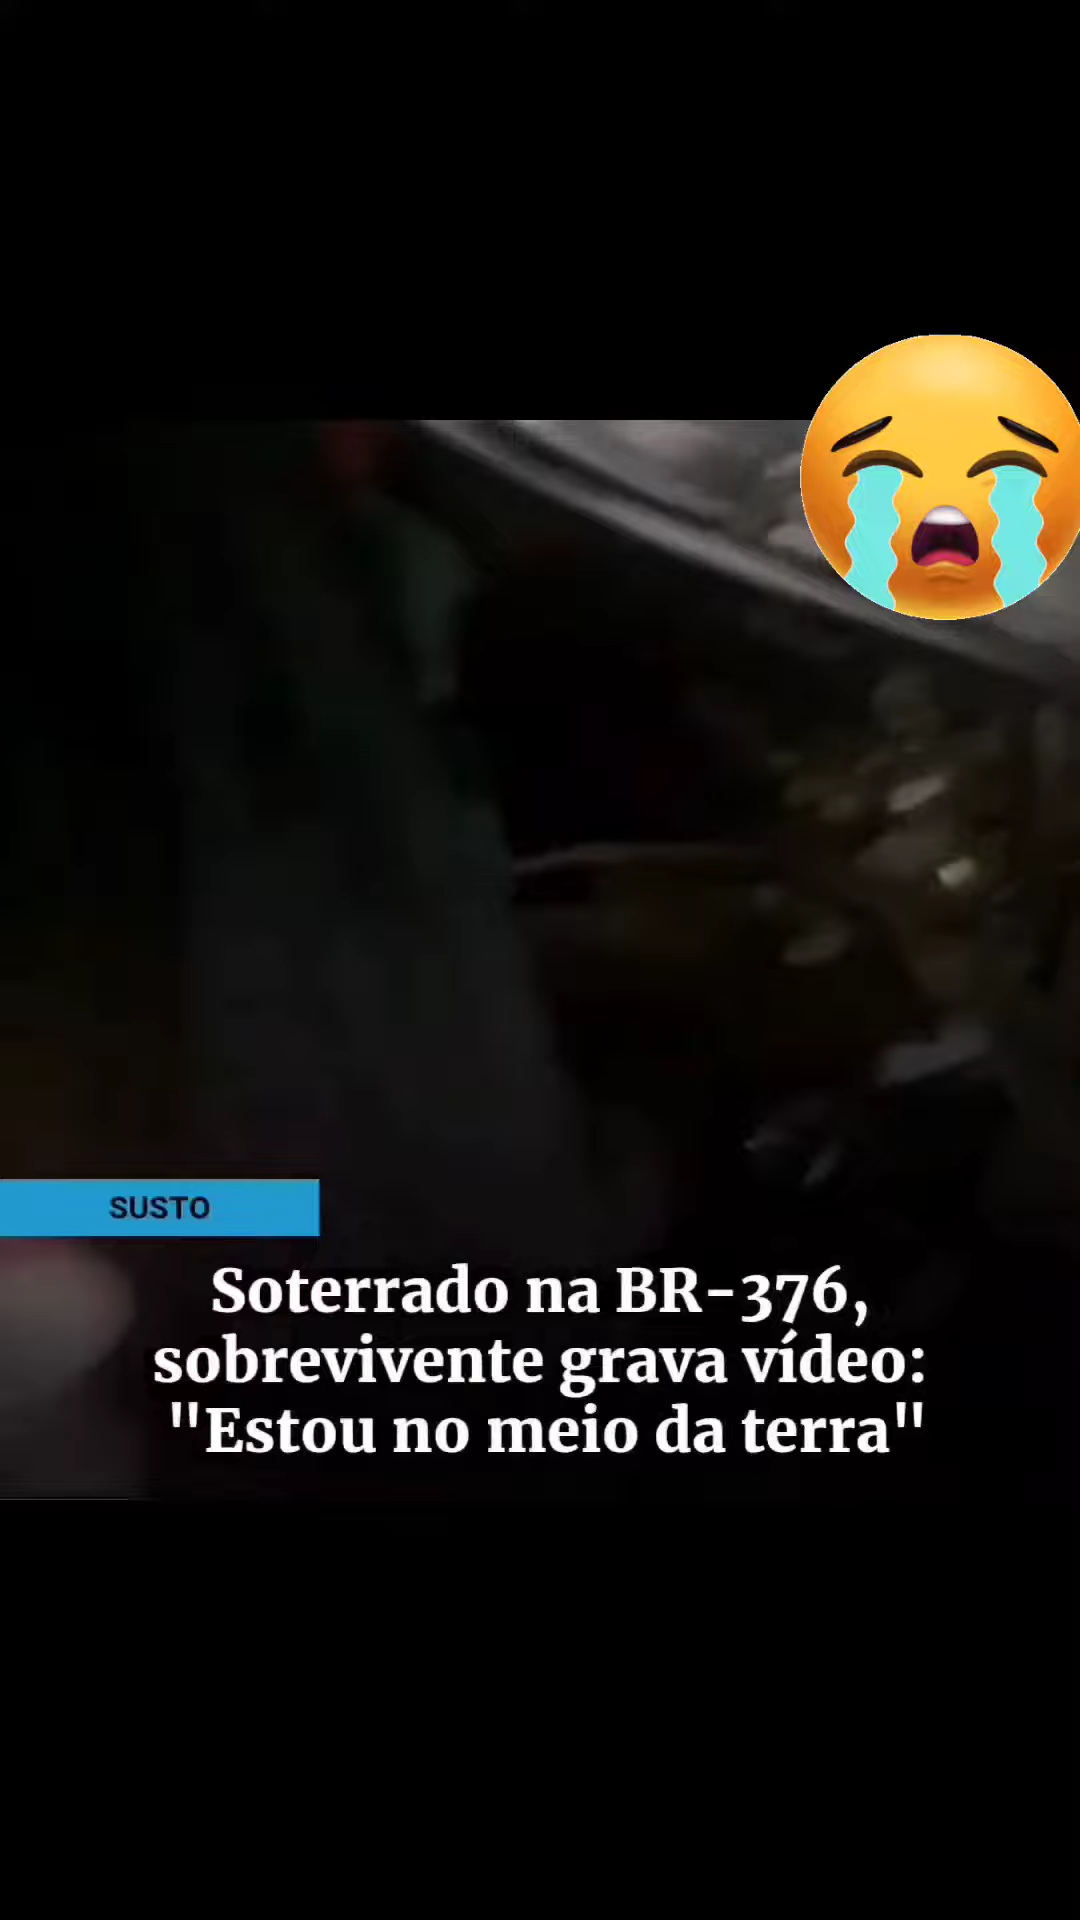 SUSTO
Soterrado na BR-376,
sobrevivente grava vídeo:
"Estou no meio da terra"